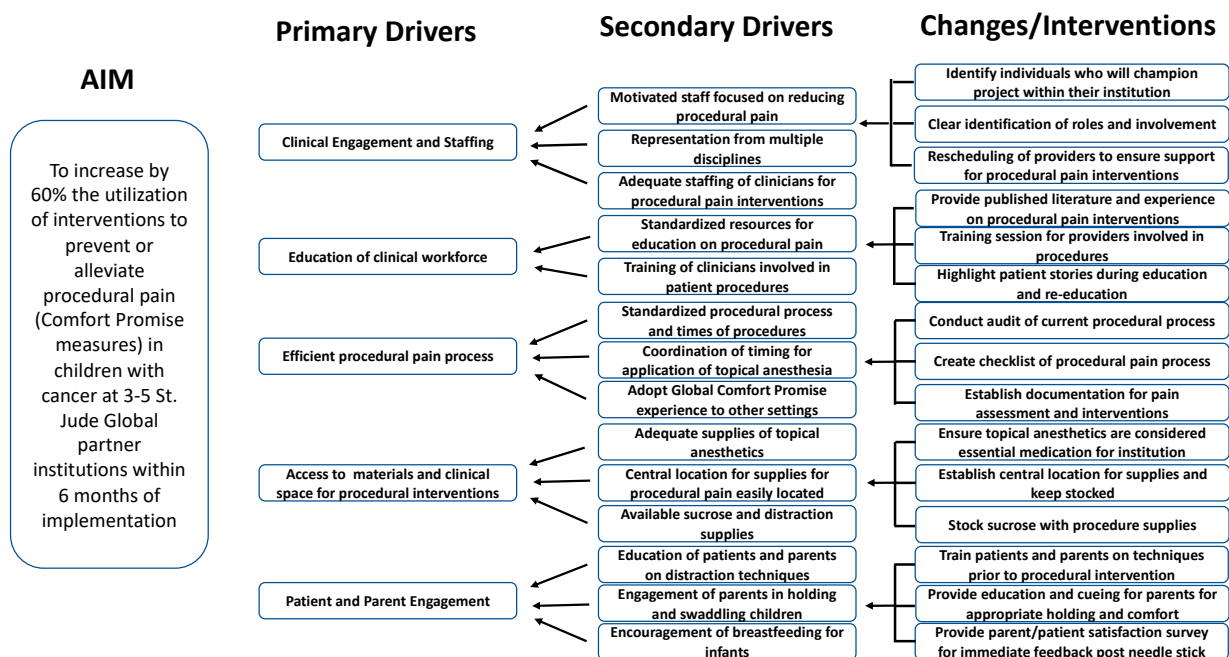 Primary Drivers
Secondary Drivers
Changes/Interventions
AIM
To increase by
60% the utilization
of interventions to
prevent or
alleviate
procedural pain
(Comfort Promise
measures) in
children with
cancer at 3-5 St.
Jude Global
partner
institutions within
6 months of
implementation
Clinical Engagement and Staffing
Education of clinical workforce
Efficient procedural pain process
Access to materials and clinical
space for procedural interventions
Patient and Parent Engagement
Motivated staff focused on reducing
procedural pain
Representation from multiple
disciplines
Adequate staffing of clinicians for
procedural pain interventions
Standardized resources for
education on procedural pain
Training of clinicians involved in
patient procedures
Standardized procedural process
and times of procedures
Coordination of timing for
application of topical anesthesia
Adopt Global Comfort Promise
experience to other settings
Adequate supplies of topical
anesthetics
Central location for supplies for
procedural pain easily located
Available sucrose and distraction
supplies
Education of patients and parents
on distraction techniques
Engagement of parents in holding
and swaddling children
Encouragement of breastfeeding for
infants
Identify individuals who will champion
project within their institution
Clear identification of roles and involvement
Rescheduling of providers to ensure support
for procedural pain interventions
Provide published literature and experience
on procedural pain interventions
Training session for providers involved in
procedures
Highlight patient stories during education
and re-education
Conduct audit of current procedural process
Create checklist of procedural pain process
Establish documentation for pain
assessment and interventions
Ensure topical anesthetics are considered
essential medication for institution
Establish central location for supplies and
keep stocked
Stock sucrose with procedure supplies
Train patients and parents on techniques
prior to procedural intervention
Provide education and cueing for parents for
appropriate holding and comfort
Provide parent/patient satisfaction survey
for immediate feedback post needle stick